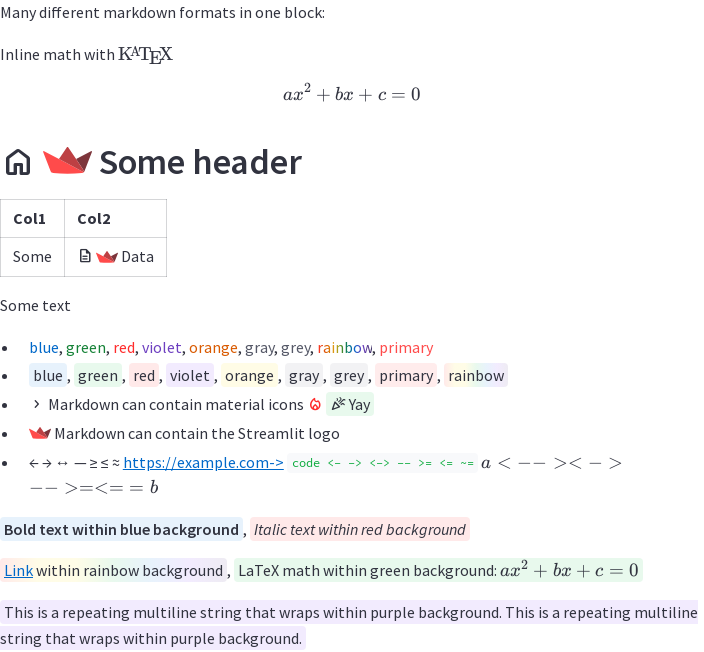 Many different markdown formats in one block:
Inline math with KATEX
ax² + bx + c = 0
Some header
Col1 Col2
Some Data
Some text
blue, green, red, violet, orange, gray, grey, rainbow, primary
blue , green , red , violet , orange , gray , grey , primary , rainbow
Markdown can contain material icons Yay
Markdown can contain the Streamlit logo
← → ↔ — ≥ ≤ ≈ https://example.com-> code <- -> <-> -- >= <= ~= a < −− >< − >
−− >=<= = b
Bold text within blue background , Italic text within red background
Link within rainbow background , LaTeX math within green background: ax² + bx + c = 0
This is a repeating multiline string that wraps within purple background. This is a repeating multiline
string that wraps within purple background.